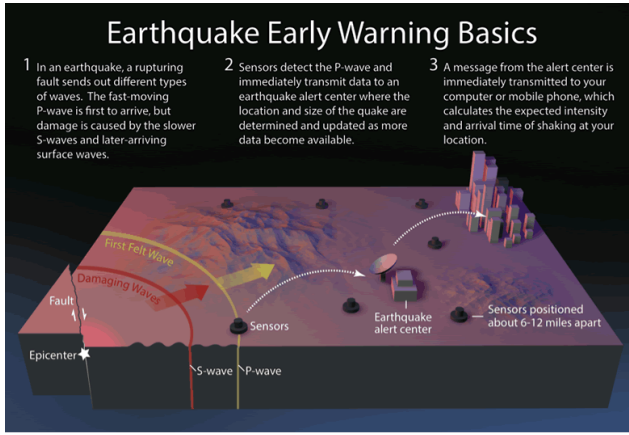 Earthquake Early Warning Basics
1 In an earthquake, a rupturing
fault sends out different types
of waves. The fast-moving
P-wave is first to arrive, but
damage is caused by the slower
S-waves and later-arriving
surface waves.
2 Sensors detect the P-wave and
immediately transmit data to an
earthquake alert center where the
location and size of the quake are
determined and updated as more
data become available.
3 A message from the alert center is
immediately transmitted to your
computer or mobile phone, which
calculates the expected intensity
and arrival time of shaking at your
location.
First Felt Wave
Damaging Waves
Fault
Sensors
Earthquake
alert center
Sensors positioned
about 6-12 miles apart
Epicenter
S-wave
P-wave